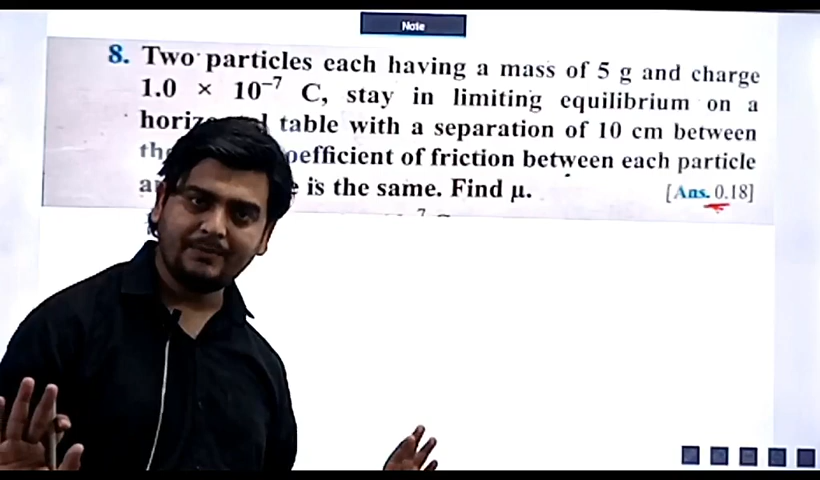 Note
8. Two particles each having a mass of 5 g and charge
1.0 × 10⁻⁷ C, stay in limiting equilibrium on a
table with a separation of 10 cm between
coefficient of friction between each particle
is the same. Find μ. [Ans. 0.18]